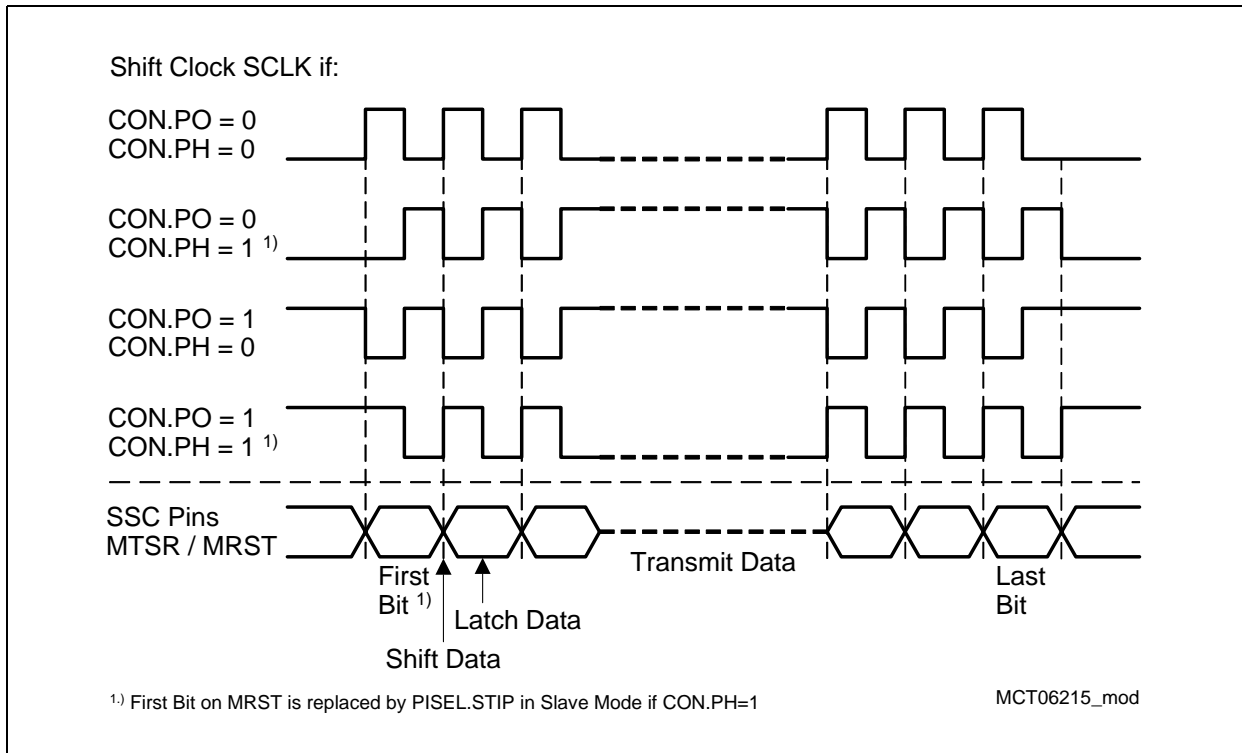 Shift Clock SCLK if:
CON.PO = 0
CON.PH = 0
CON.PO = 0
CON.PH = 1 1)
CON.PO = 1
CON.PH = 0
CON.PO = 1
CON.PH = 1 1)
SSC Pins
MTSR / MRST
First
Bit 1)
Transmit Data
Last
Bit
Latch Data
Shift Data
1.) First Bit on MRST is replaced by PISEL.STIP in Slave Mode if CON.PH=1
MCT06215_mod